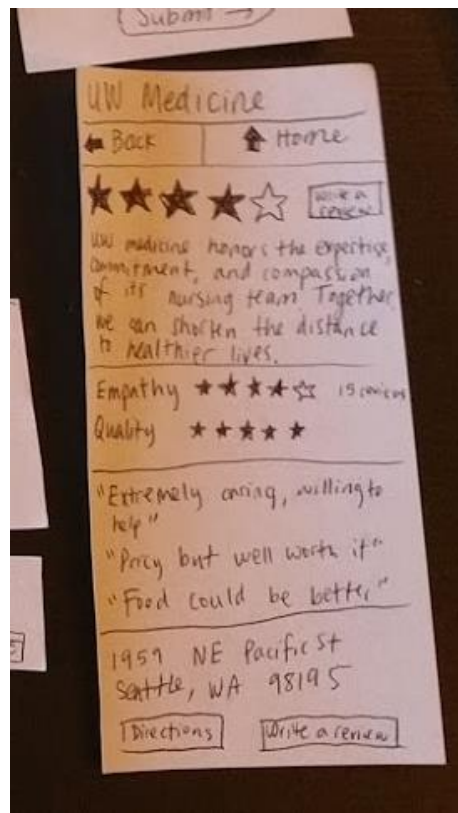 Submit →
UW Medicine
← Back
Home
Write a
review
UW medicine honors the expertise,
commitment, and compassion
of its nursing team Together,
we can shorten the distance
to healthier lives.
Empathy 15 reviews
Quality
"Extremely caring, willing to
help"
"Pricy but well worth it"
"Food could be better"
1959 NE Pacific St
Seattle, WA 98195
Directions
Write a review